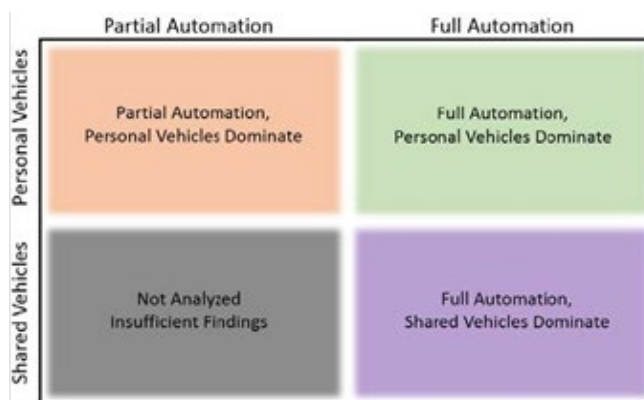 Partial Automation
Full Automation
Personal Vehicles
Partial Automation,
Personal Vehicles Dominate
Full Automation,
Personal Vehicles Dominate
Shared Vehicles
Not Analyzed
Insufficient Findings
Full Automation,
Shared Vehicles Dominate